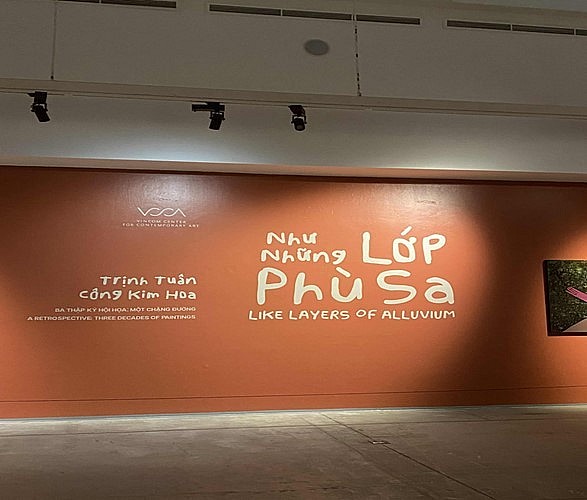 VCCA
VINCOM CENTER
FOR CONTEMPORARY ART
Trịnh Tuân
Công Kim Hoa
BA THẬP KỶ HỘI HỌA: MỘT CHẶNG ĐƯỜNG
A RETROSPECTIVE: THREE DECADES OF PAINTINGS
Như
Những LỚP
Phù Sa
LIKE LAYERS OF ALLUVIUM